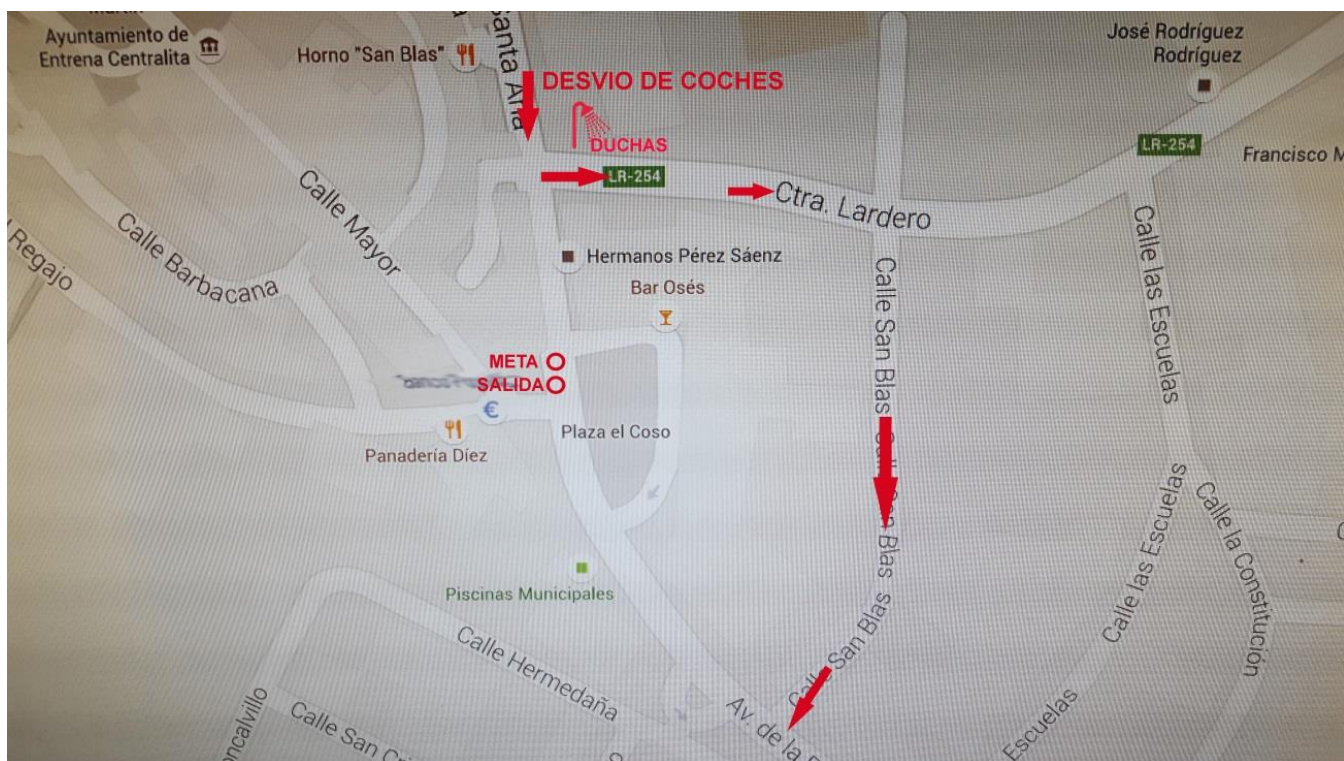 Ayuntamiento de
Entrena Centralita
Horno "San Blas"
Santa Ana
DESVIO DE COCHES
DUCHAS
LR-254
Ctra. Lardero
José Rodríguez
Rodríguez
LR-254
Francisco M
Calle Mayor
Calle Barbacana
Regajo
Hermanos Pérez Sáenz
Bar Osés
META
SALIDA
€
Panadería Díez
Plaza el Coso
Calle San Blas
Calle San Blas
Calle San Blas
Calle las Escuelas
Calle las Escuelas
Calle la Constitución
Escuelas
Piscinas Municipales
Calle Hermedaña
Calle San Cri
oncalvillo
Av. de la